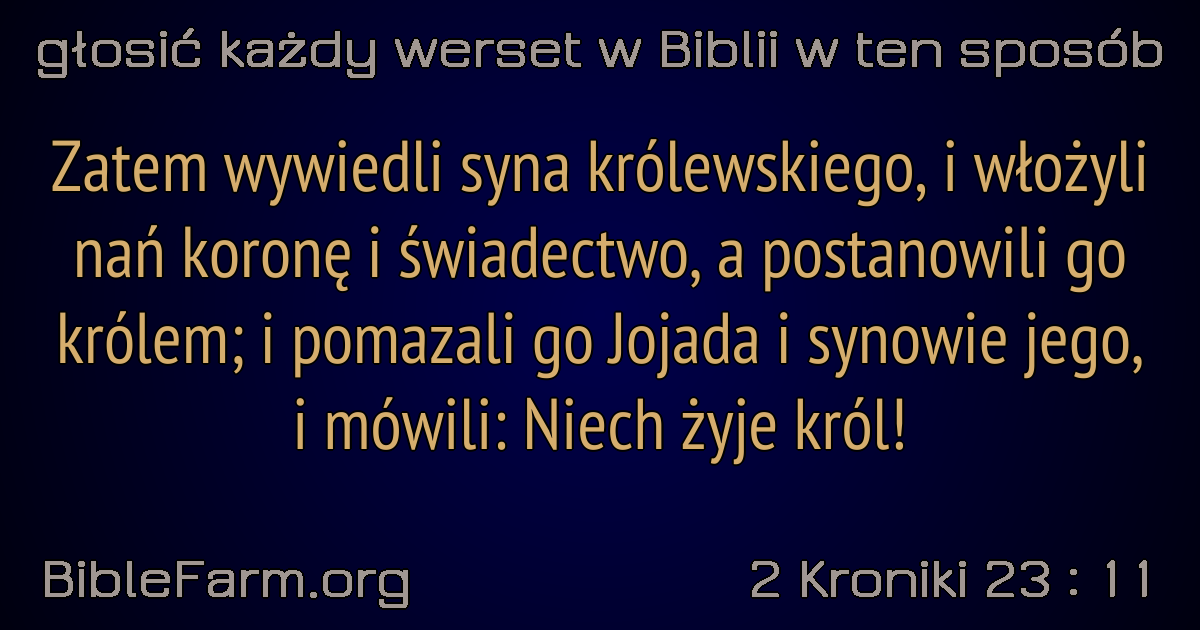 głosić każdy werset w Biblii w ten sposób
Zatem wywiedli syna królewskiego, i włożyli
nań koronę i świadectwo, a postanowili go
królem; i pomazali go Jojada i synowie jego,
i mówili: Niech żyje król!
BibleFarm.org
2 Kroniki 23 : 11